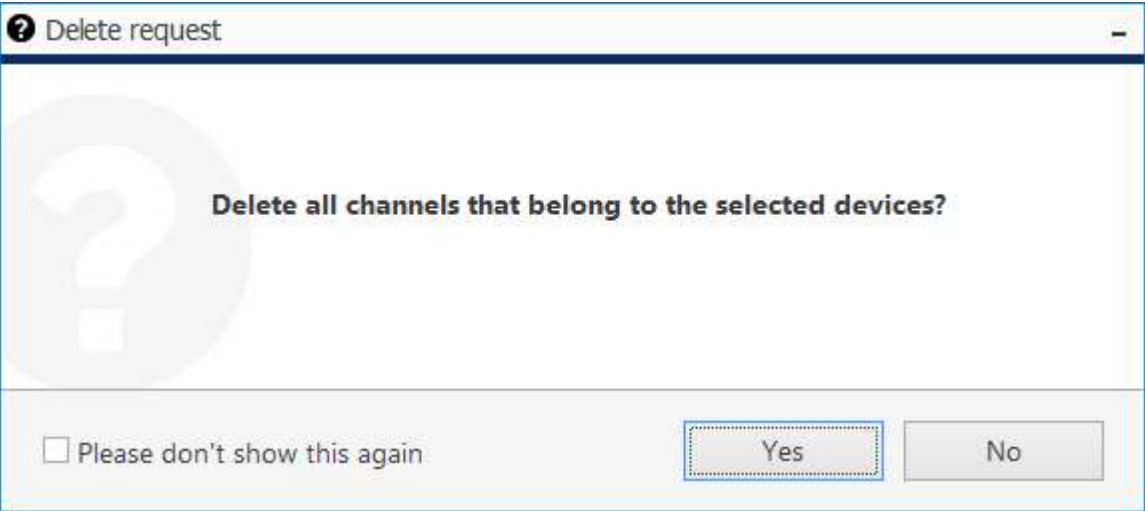 Delete request
Delete all channels that belong to the selected devices?
Please don't show this again
Yes
No